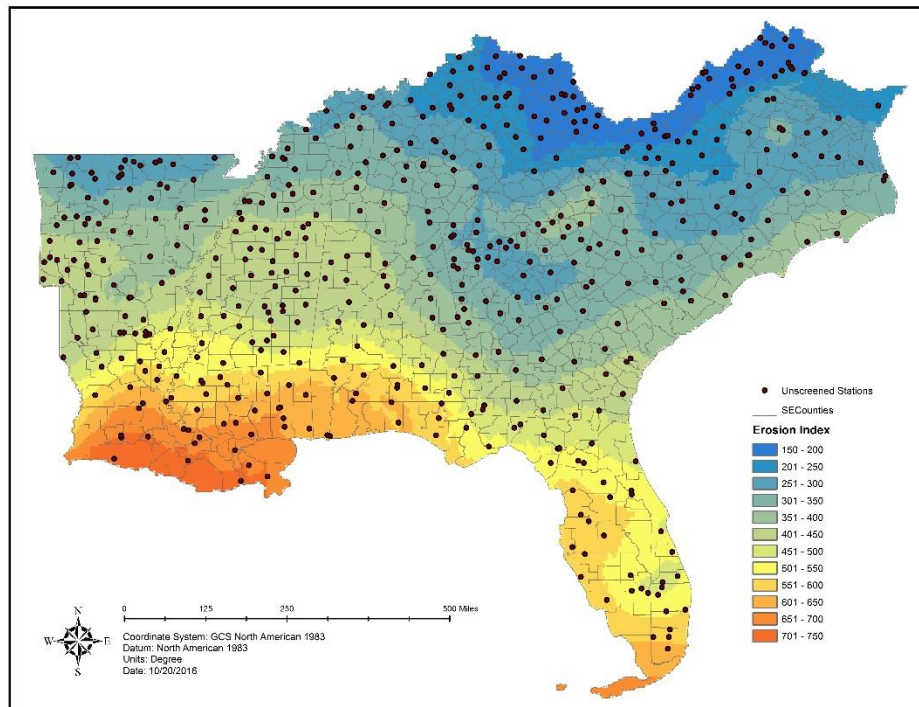 Unscreened Stations
SECounties
Erosion Index
150 - 200
201 - 250
251 - 300
301 - 350
351 - 400
401 - 450
451 - 500
501 - 550
551 - 600
601 - 650
651 - 700
701 - 750
0 125 250 500 Miles
N
W E
S
Coordinate System: GCS North American 1983
Datum: North American 1983
Units: Degree
Date: 10/20/2016